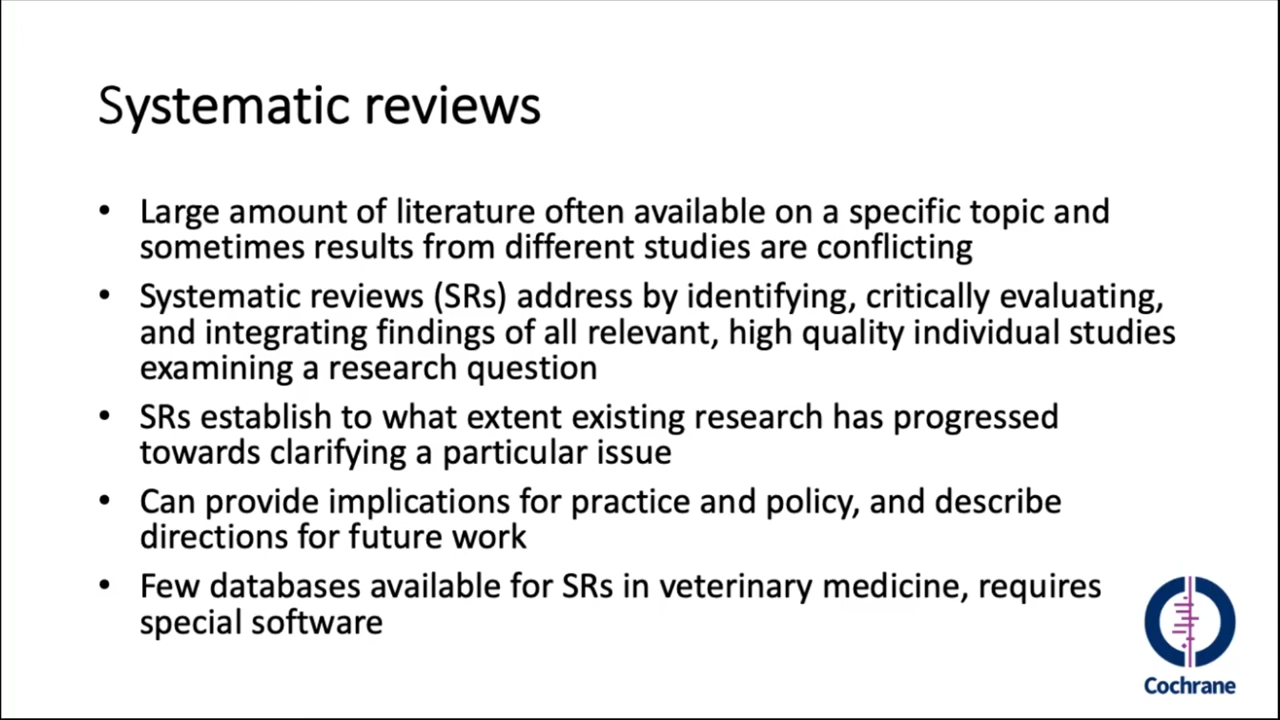 Systematic reviews
• Large amount of literature often available on a specific topic and
sometimes results from different studies are conflicting
• Systematic reviews (SRs) address by identifying, critically evaluating,
and integrating findings of all relevant, high quality individual studies
examining a research question
• SRs establish to what extent existing research has progressed
towards clarifying a particular issue
• Can provide implications for practice and policy, and describe
directions for future work
• Few databases available for SRs in veterinary medicine, requires
special software
Cochrane